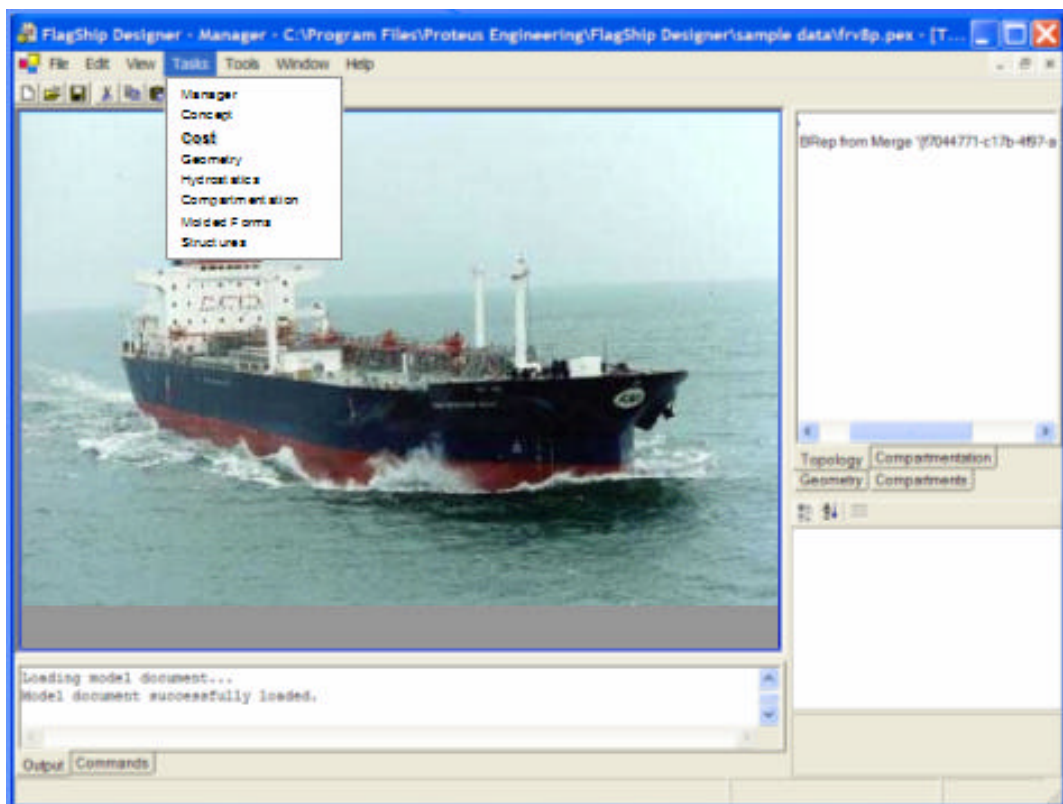 FlagShip Designer - Manager - C:\Program Files\Proteus Engineering\FlagShip Designer\sample data\frv8p.pex - [T...
File Edit View Tasks Tools Window Help
Manager
Concept
Cost
Geometry
Hydrostatics
Compartmentation
Molded Forms
Structures
BRep from Merge '{f7044771-c17b-4f97-a
Topology Compartmentation
Geometry Compartments
Loading model document...
Model document successfully loaded.
Output Commands